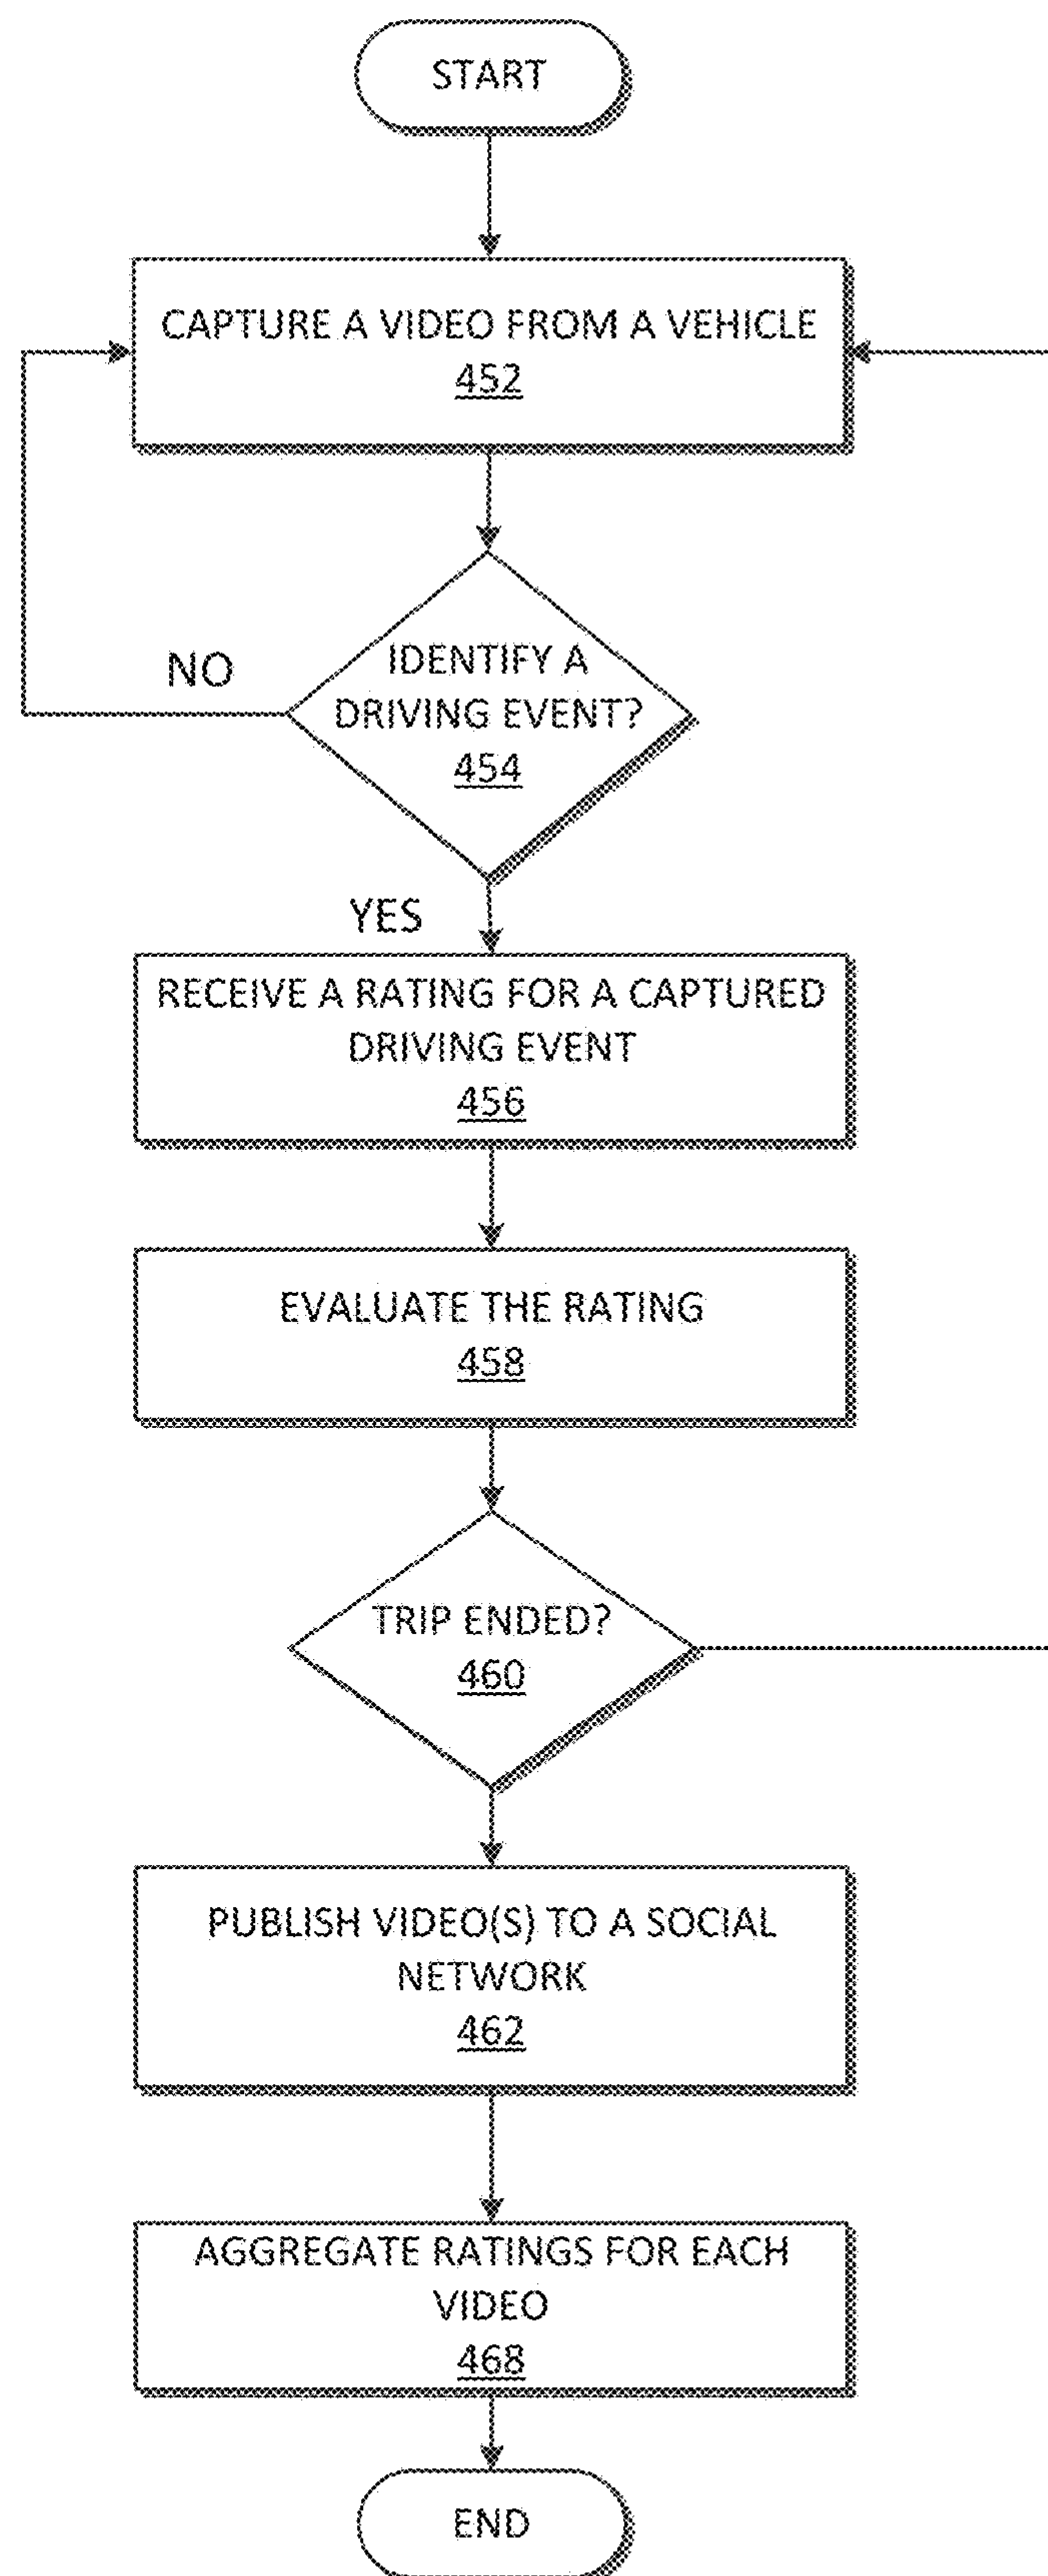 START
CAPTURE A VIDEO FROM A VEHICLE
452
IDENTIFY A
DRIVING EVENT?
454
NO
YES
RECEIVE A RATING FOR A CAPTURED
DRIVING EVENT
456
EVALUATE THE RATING
458
TRIP ENDED?
460
PUBLISH VIDEO(S) TO A SOCIAL
NETWORK
462
AGGREGATE RATINGS FOR EACH
VIDEO
468
END